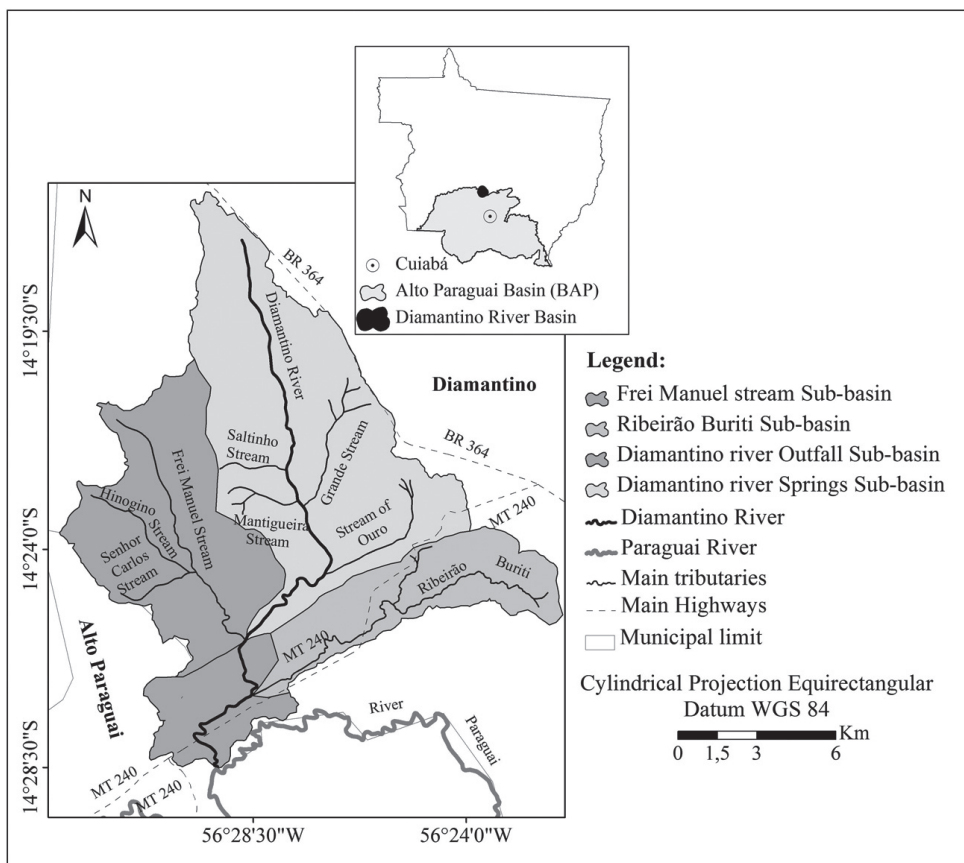 Cuiabá
Alto Paraguai Basin (BAP)
Diamantino River Basin
N
BR 364
14°19'30"S
14°24'0"S
14°28'30"S
56°28'30"W
56°24'0"W
Diamantino River
Diamantino
BR 364
Saltinho
Stream
Grande Stream
Mantigueira
Stream
Stream of
Ouro
MT 240
Frei Manuel Stream
Hinogino Stream
Senhor
Carlos
Stream
Ribeirão
Buriti
MT 240
Alto Paraguai
River
Paraguai
MT 240
MT 240
Legend:
Frei Manuel stream Sub-basin
Ribeirão Buriti Sub-basin
Diamantino river Outfall Sub-basin
Diamantino river Springs Sub-basin
Diamantino River
Paraguai River
Main tributaries
Main Highways
Municipal limit
Cylindrical Projection Equirectangular
Datum WGS 84
Km
0 1,5 3 6